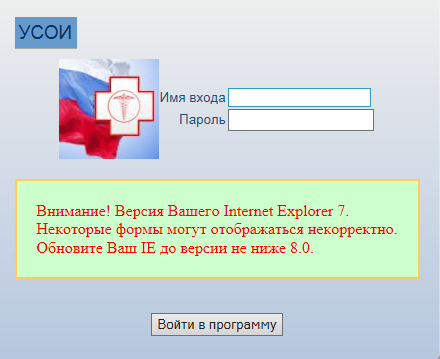 УСОИ
Имя входа
Пароль
Внимание! Версия Вашего Internet Explorer 7.
Некоторые формы могут отображаться некорректно.
Обновите Ваш IE до версии не ниже 8.0.
Войти в программу